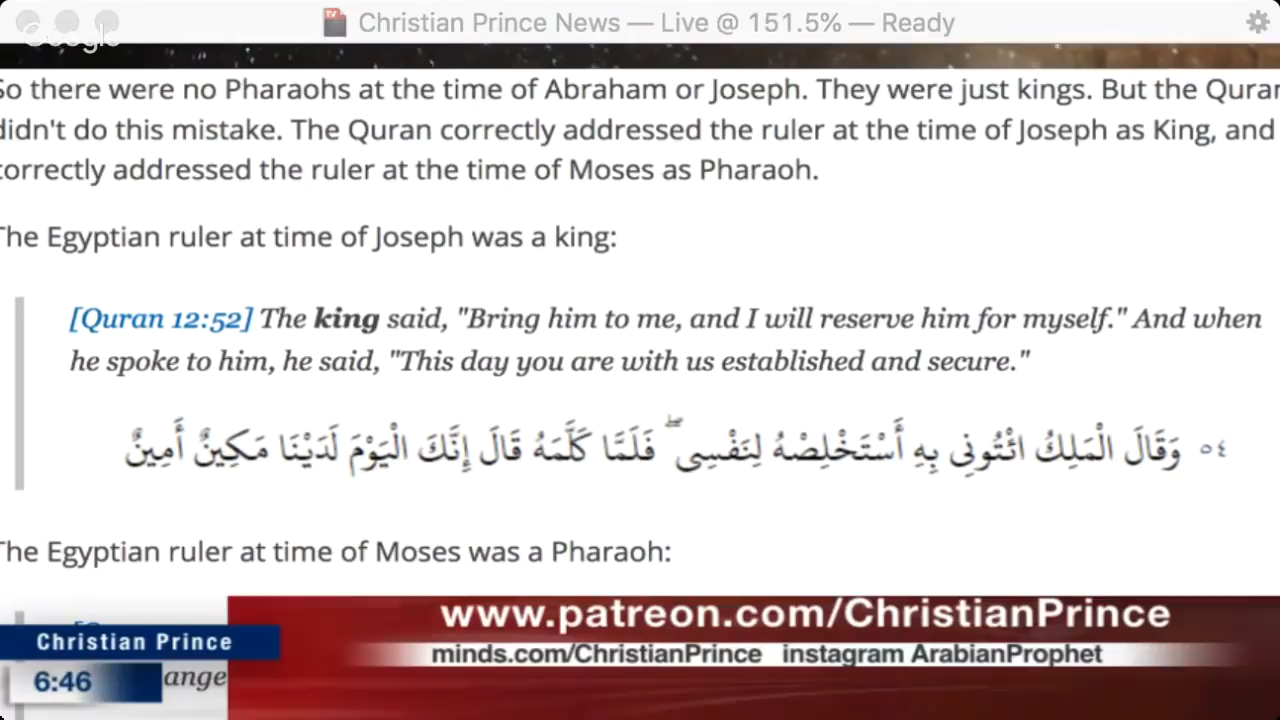 Christian Prince News — Live @ 151.5% — Ready
Google
So there were no Pharaohs at the time of Abraham or Joseph. They were just kings. But the Quran
didn't do this mistake. The Quran correctly addressed the ruler at the time of Joseph as King, and
correctly addressed the ruler at the time of Moses as Pharaoh.
The Egyptian ruler at time of Joseph was a king:
[Quran 12:52] The king said, "Bring him to me, and I will reserve him for myself." And when
he spoke to him, he said, "This day you are with us established and secure."
٥٤ وَقَالَ الْمَلِكُ ائْتُونِي بِهِ أَسْتَخْلِصْهُ لِنَفْسِي ۖ فَلَمَّا كَلَّمَهُ قَالَ إِنَّكَ الْيَوْمَ لَدَيْنَا مَكِينٌ أَمِينٌ
The Egyptian ruler at time of Moses was a Pharaoh:
www.patreon.com/ChristianPrince
Christian Prince
minds.com/ChristianPrince instagram ArabianProphet
6:46
ange